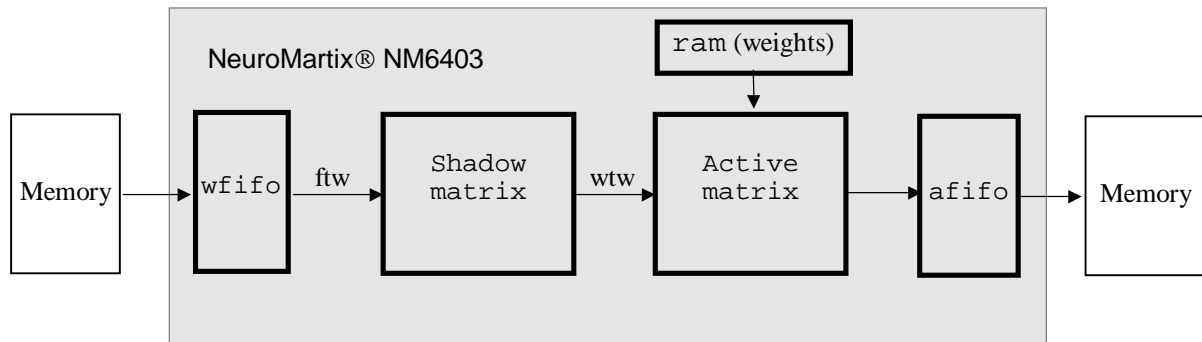 ram (weights)
NeuroMartix® NM6403
Memory
wfifo
ftw
Shadow
matrix
wtw
Active
matrix
afifo
Memory